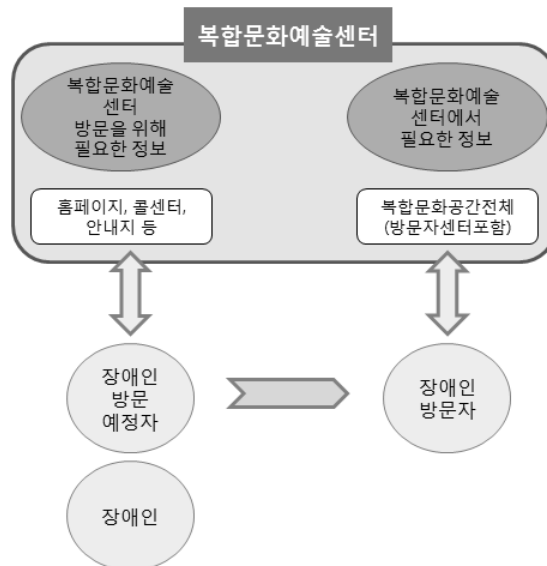 복합문화예술센터
복합문화예술
센터
방문을 위해
필요한 정보
복합문화예술
센터에서
필요한 정보
홈페이지, 콜센터,
안내지 등
복합문화공간전체
(방문자센터포함)
장애인
방문
예정자
장애인
방문자
장애인